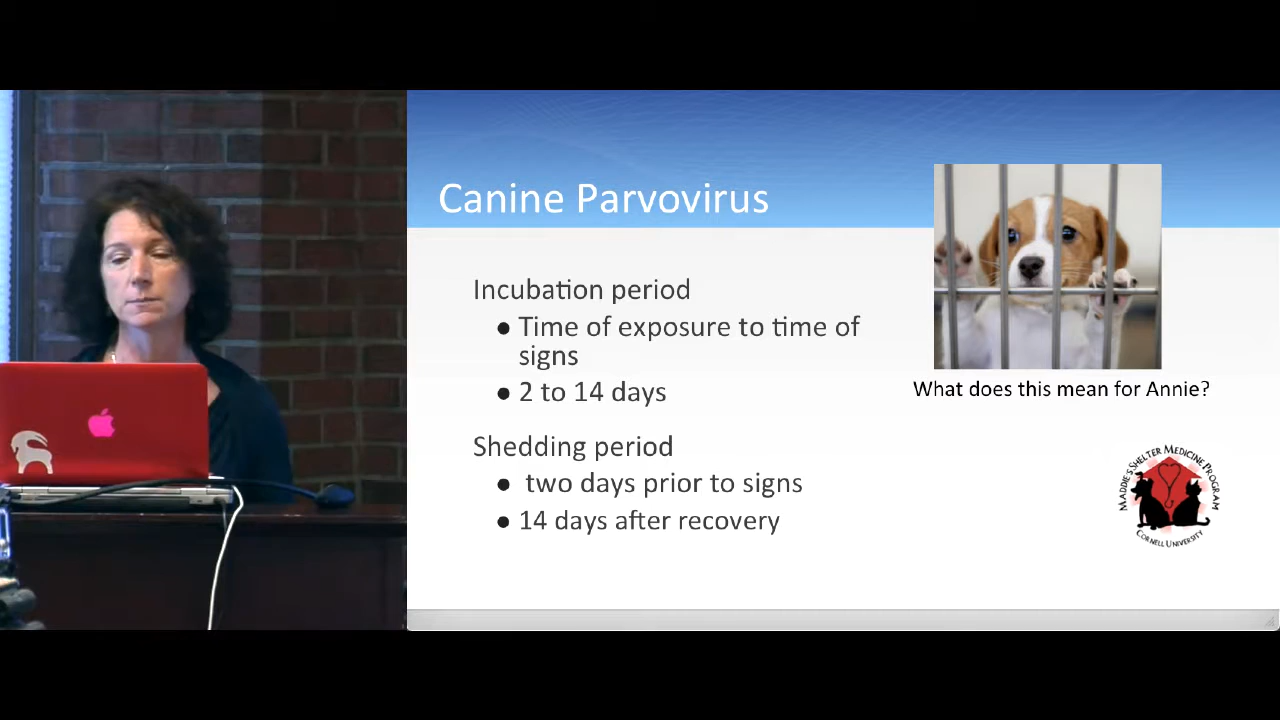 Canine Parvovirus
Incubation period
● Time of exposure to time of
signs
● 2 to 14 days
Shedding period
● two days prior to signs
● 14 days after recovery
What does this mean for Annie?
MADDIE'S SHELTER MEDICINE PROGRAM
CORNELL UNIVERSITY